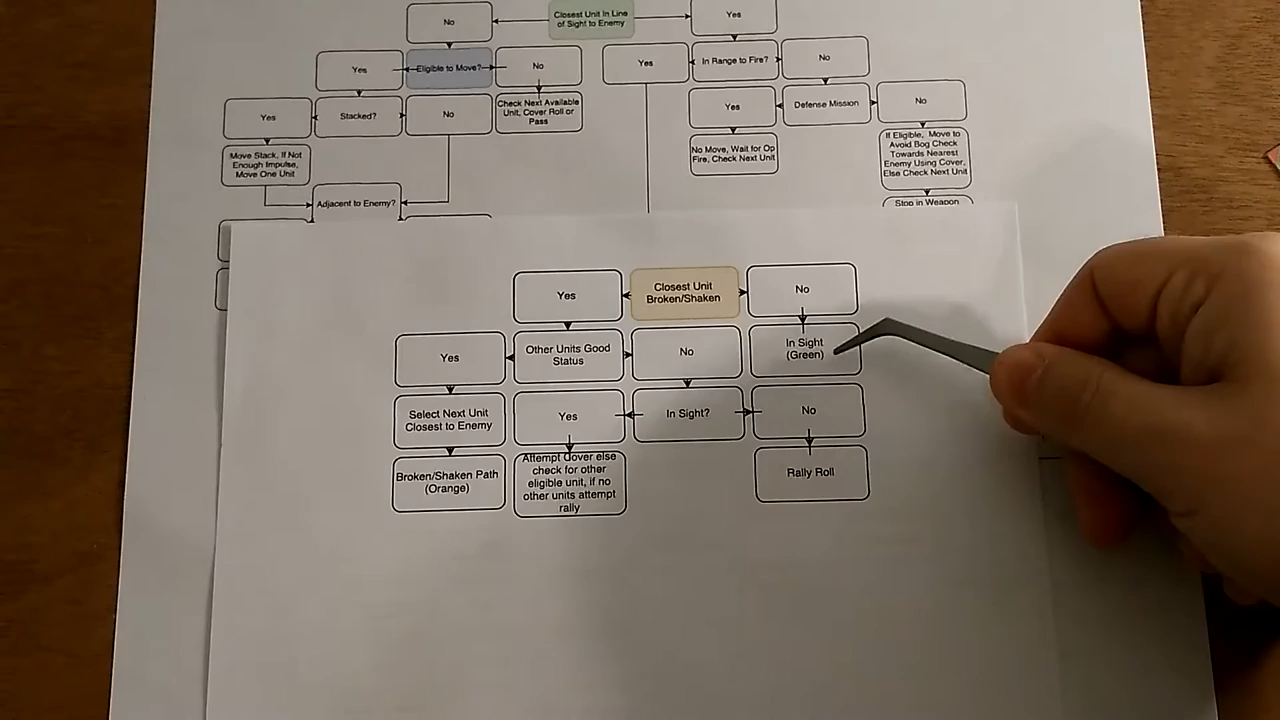 No
Closest Unit In Line
of Sight to Enemy
Yes
Yes
Eligible to Move?
No
Yes
In Range to Fire?
No
Yes
Stacked?
No
Check Next Available
Unit, Cover Roll or
Pass
Yes
Defense Mission
No
Move Stack, If Not
Enough Impulse,
Move One Unit
No Move, Wait for Op
Fire, Check Next Unit
If Eligible, Move to
Avoid Bog Check
Towards Nearest
Enemy Using Cover,
Else Check Next Unit
Adjacent to Enemy?
Stop in Weapon
Yes
Closest Unit
Broken/Shaken
No
Yes
Other Units Good
Status
No
In Sight
(Green)
Select Next Unit
Closest to Enemy
Yes
In Sight?
No
Broken/Shaken Path
(Orange)
Attempt Cover else
check for other
eligible unit, if no
other units attempt
rally
Rally Roll